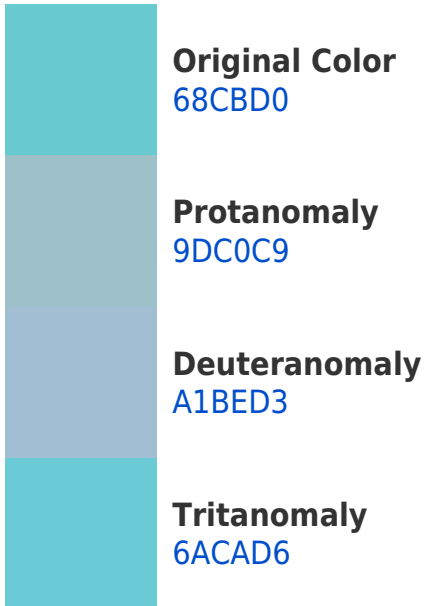 Original Color
68CBD0
Protanomaly
9DC0C9
Deuteranomaly
A1BED3
Tritanomaly
6ACAD6